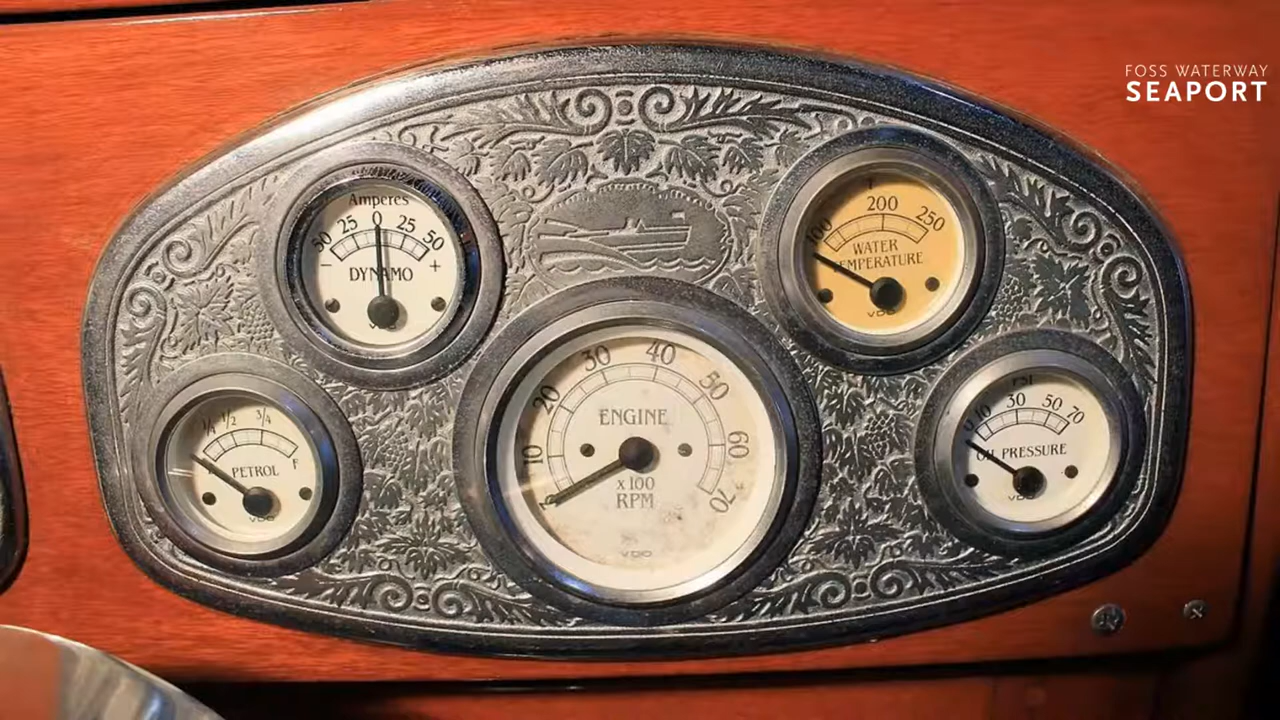 FOSS WATERWAY
SEAPORT
Amperes
50 25 0 25 50
- +
DYNAMO
VDO
100 200 250
WATER
TEMPERATURE
VDO
1/4 1/2 3/4 F
PETROL
VDO
10 20 30 40 50 60 70
ENGINE
x100
RPM
VDO
PSI
10 30 50 70
OIL PRESSURE
VDO